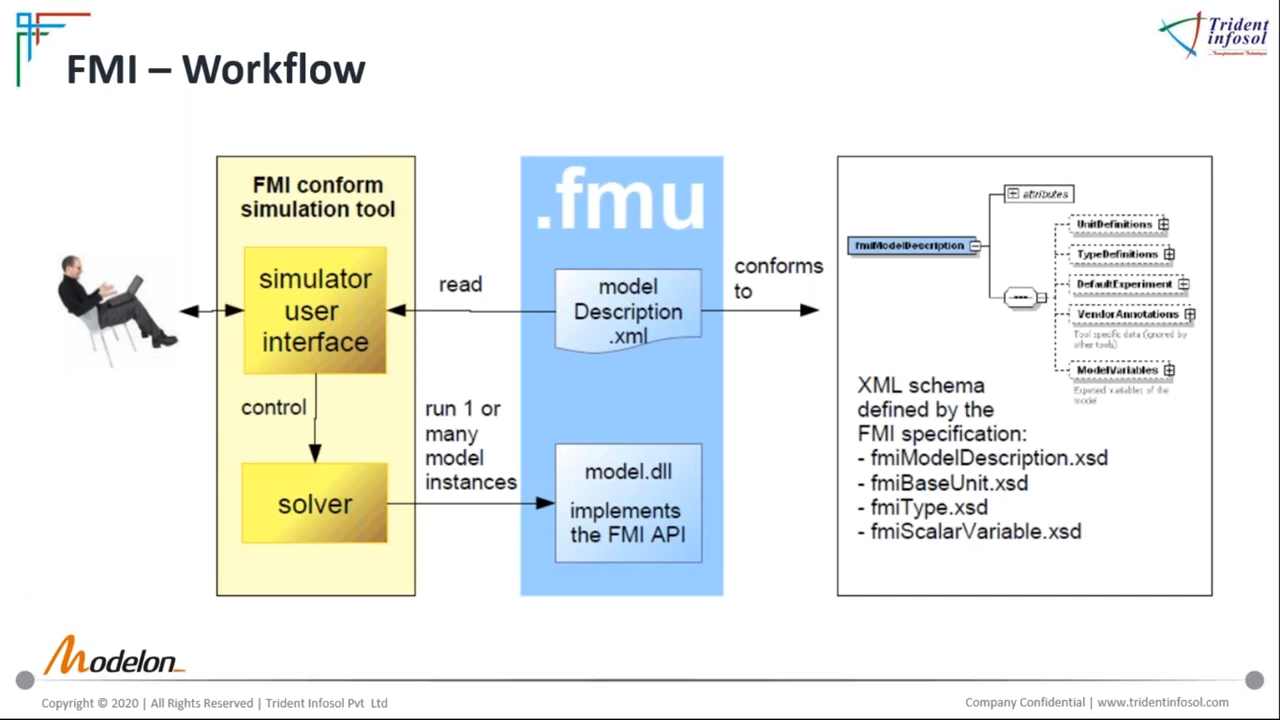 FMI – Workflow
Trident
infosol
FMI conform
simulation tool
simulator
user
interface
control
solver
read
run 1 or
many
model
instances
.fmu
model
Description
.xml
model.dll
implements
the FMI API
conforms
to
attributes
fmiModelDescription
UnitDefinitions
TypeDefinitions
DefaultExperiment
VendorAnnotations
Tool specific data (ignored by
other tools)
ModelVariables
Exposed variables of the
model
XML schema
defined by the
FMI specification:
- fmiModelDescription.xsd
- fmiBaseUnit.xsd
- fmiType.xsd
- fmiScalarVariable.xsd
Modelon
Copyright © 2020 | All Rights Reserved | Trident Infosol Pvt Ltd
Company Confidential | www.tridentinfosol.com